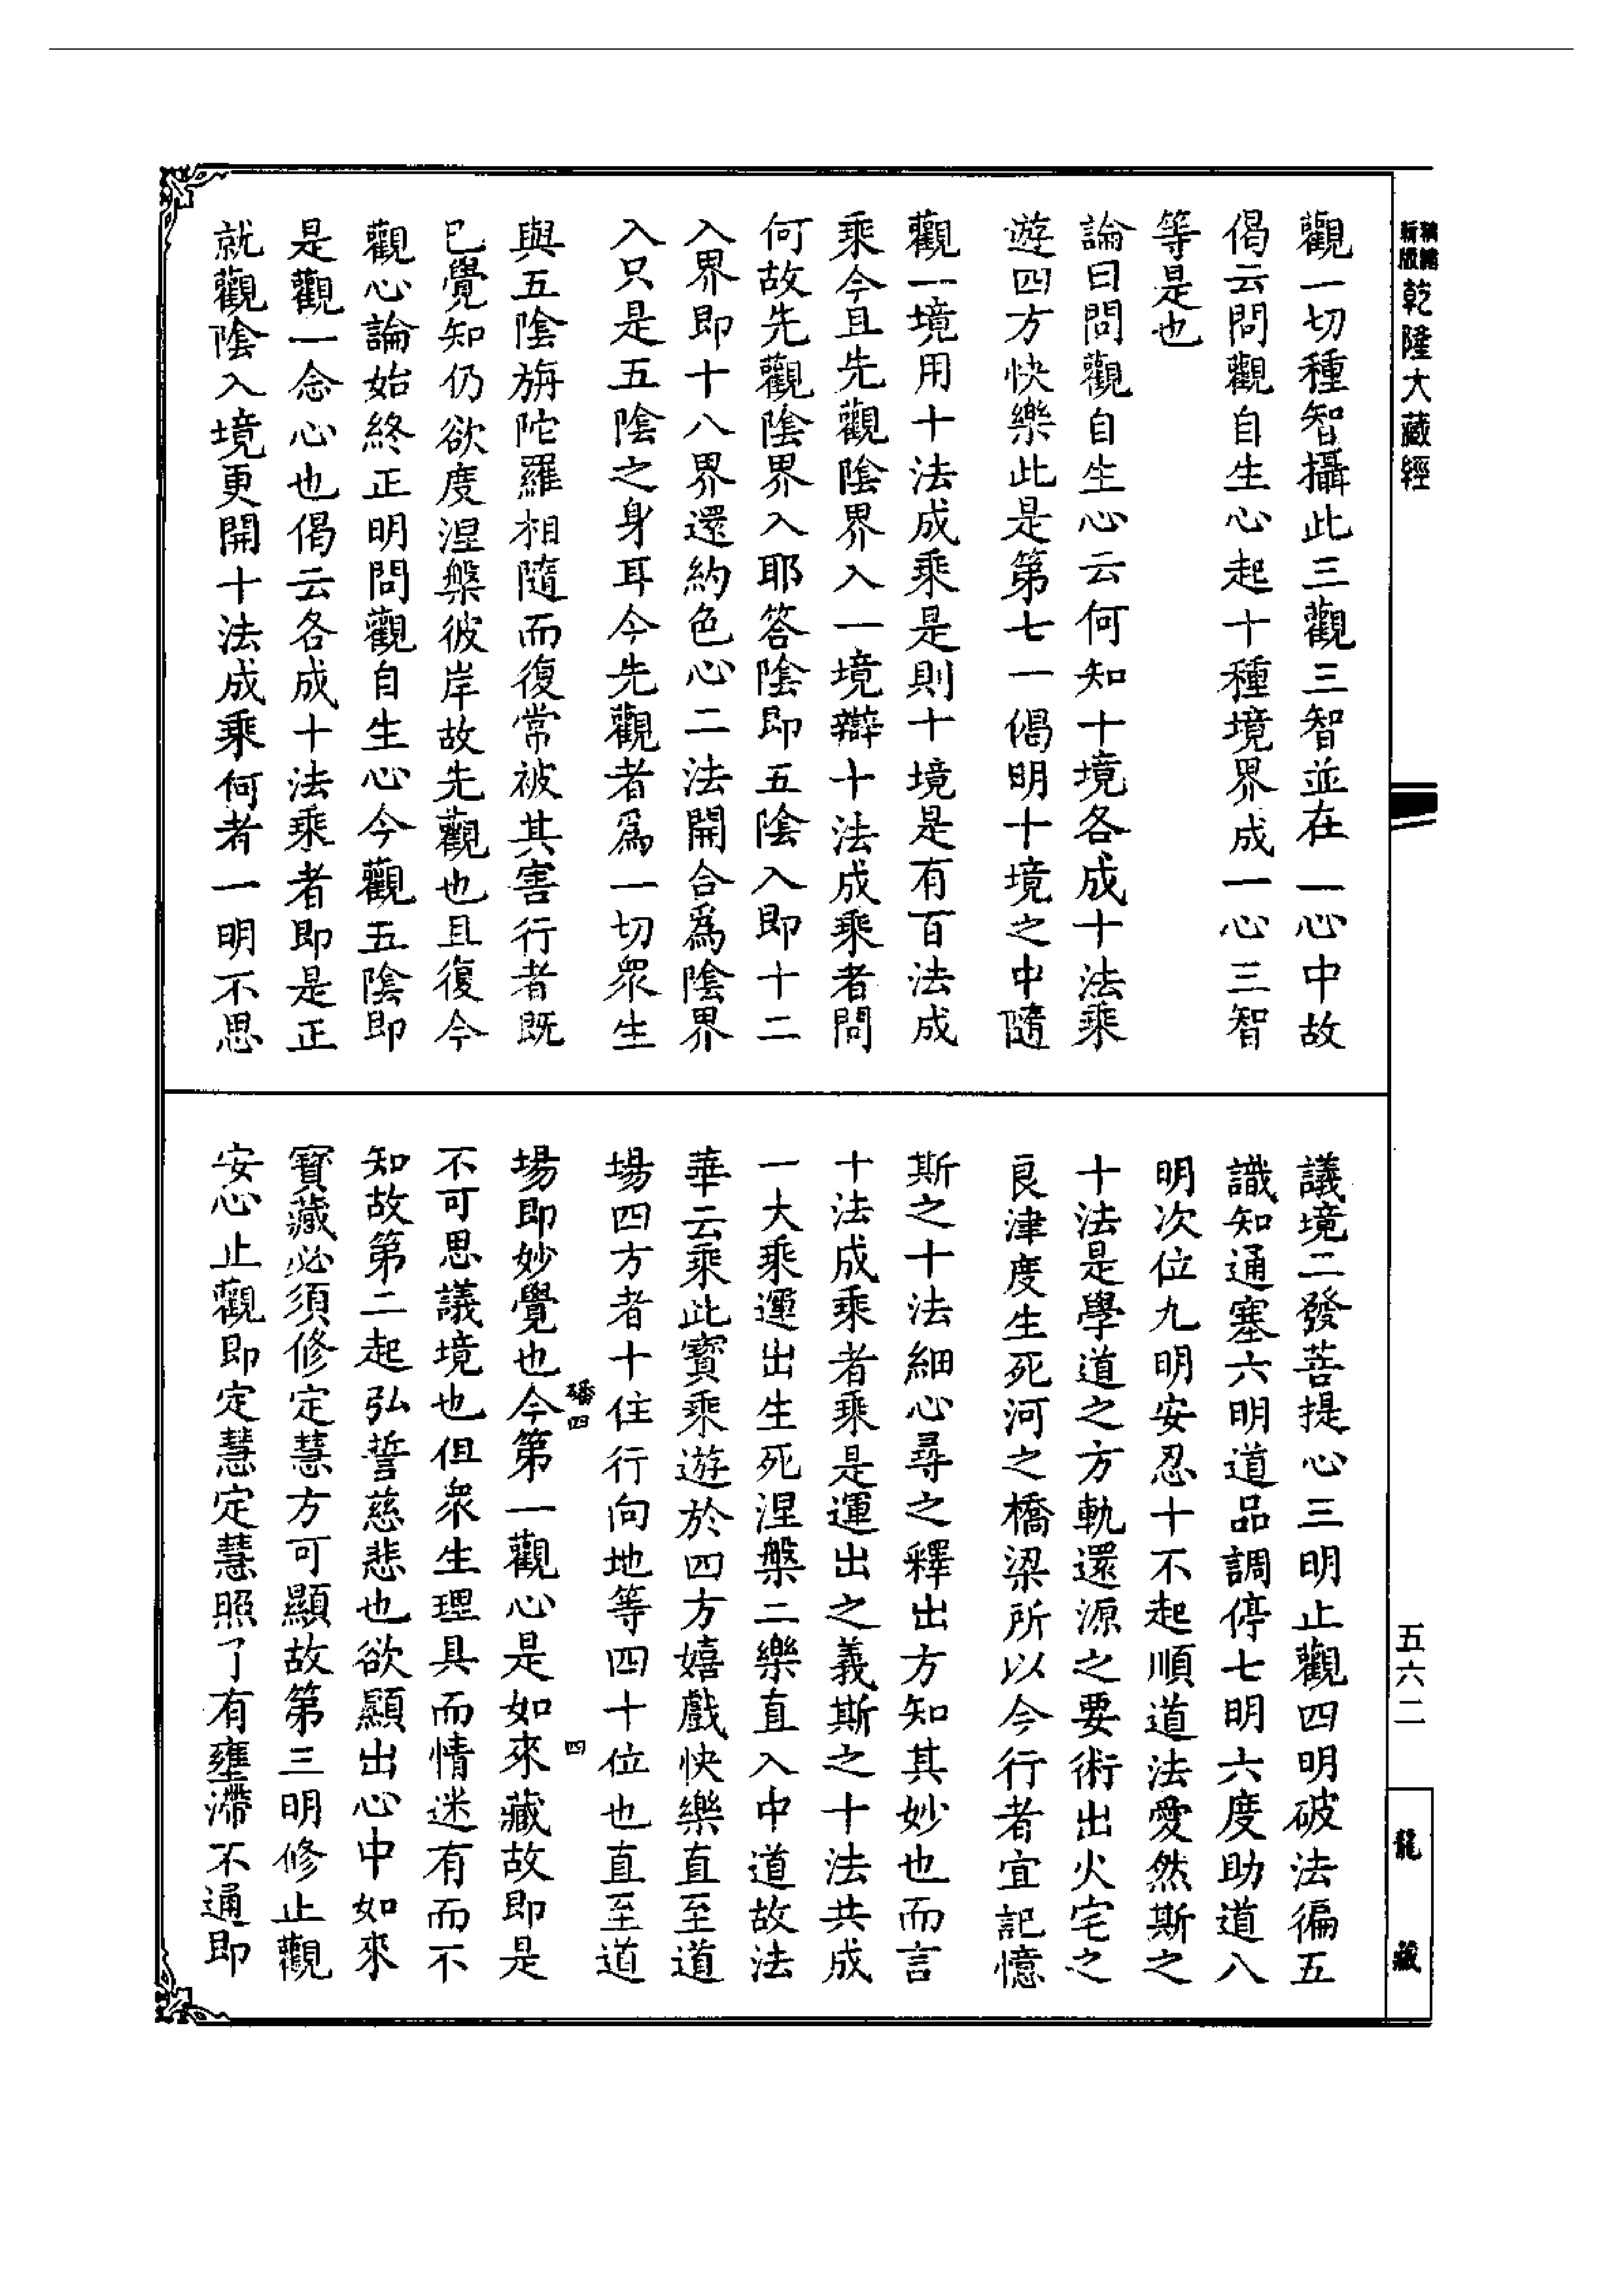 精縮新版乾隆大藏經
觀一切種智攝此三觀三智並在一心中故
偈云問觀自生心起十種境界成一心三智
等是也
論曰問觀自生心云何知十境各成十法乘
遊四方快樂此是第七一偈明十境之中隨
觀一境用十法成乘是則十境是有百法成
乘今且先觀陰界入一境辯十法成乘者問
何故先觀陰界入耶答陰即五陰入即十二
入界即十八界還約色心二法開合爲陰界
入只是五陰之身耳今先觀者爲一切眾生
與五陰旃陀羅相隨而復常被其害行者既
已覺知仍欲度涅槃彼岸故先觀也且復今
觀心論始終正明問觀自生心今觀五陰即
是觀一念心也偈云各成十法乘者即是正
就觀陰入境更開十法成乘何者一明不思
議境二發菩提心三明止觀四明破法徧五
識知通塞六明道品調停七明六度助道八
明次位九明安忍十不起順道法愛然斯之
十法是學道之方軌還源之要術出火宅之
良津度生死河之橋梁所以今行者宜記憶
斯之十法細心尋之釋出方知其妙也而言
十法成乘者乘是運出之義斯之十法共成
一大乘運出生死涅槃二樂直入中道故法
華云乘此寶乘遊於四方嬉戲快樂直至道
場四方者十住行向地等四十位也直至道
場即妙覺也今第一觀心是如來藏故即是
不可思議境也但眾生理具而情迷有而不
知故第二起弘誓慈悲也欲顯出心中如來
寶藏必須修定慧方可顯故第三明修止觀
安心止觀即定慧定慧照了有壅滯不通即
磻四
四
五六二
龍藏